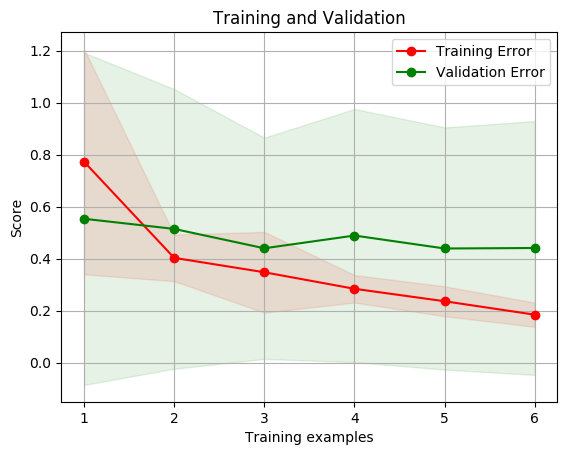 Training and Validation
Training Error
Validation Error
1.2
1.0
0.8
0.6
0.4
0.2
0.0
Score
1 2 3 4 5 6
Training examples